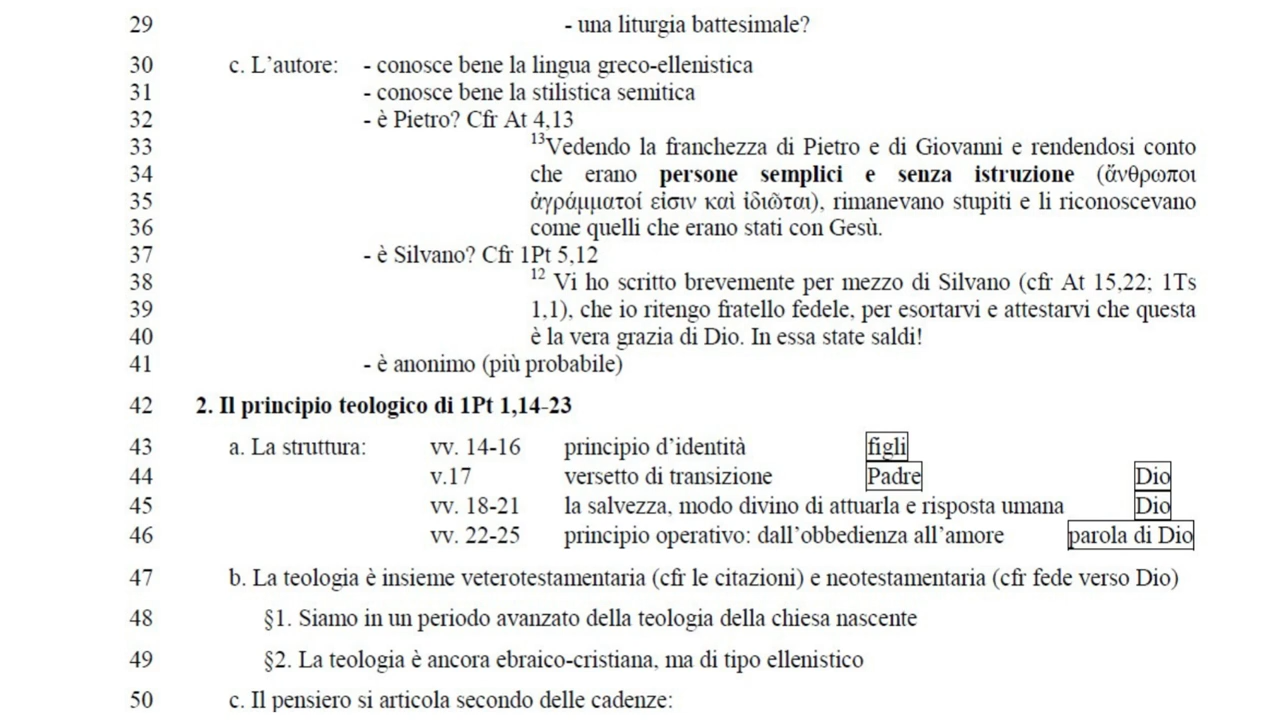 29 - una liturgia battesimale?
30 c. L'autore: - conosce bene la lingua greco-ellenistica
31 - conosce bene la stilistica semitica
32 - è Pietro? Cfr At 4,13
33 13Vedendo la franchezza di Pietro e di Giovanni e rendendosi conto
34 che erano persone semplici e senza istruzione (ἄνθρωποι
35 ἀγράμματοί εἰσιν καὶ ἰδιῶται), rimanevano stupiti e li riconoscevano
36 come quelli che erano stati con Gesù.
37 - è Silvano? Cfr 1Pt 5,12
38 12 Vi ho scritto brevemente per mezzo di Silvano (cfr At 15,22; 1Ts
39 1,1), che io ritengo fratello fedele, per esortarvi e attestarvi che questa
40 è la vera grazia di Dio. In essa state saldi!
41 - è anonimo (più probabile)
42 2. Il principio teologico di 1Pt 1,14-23
43 a. La struttura: vv. 14-16 principio d'identità figli
44 v.17 versetto di transizione Padre Dio
45 vv. 18-21 la salvezza, modo divino di attuarla e risposta umana Dio
46 vv. 22-25 principio operativo: dall'obbedienza all'amore parola di Dio
47 b. La teologia è insieme veterotestamentaria (cfr le citazioni) e neotestamentaria (cfr fede verso Dio)
48 §1. Siamo in un periodo avanzato della teologia della chiesa nascente
49 §2. La teologia è ancora ebraico-cristiana, ma di tipo ellenistico
50 c. Il pensiero si articola secondo delle cadenze: